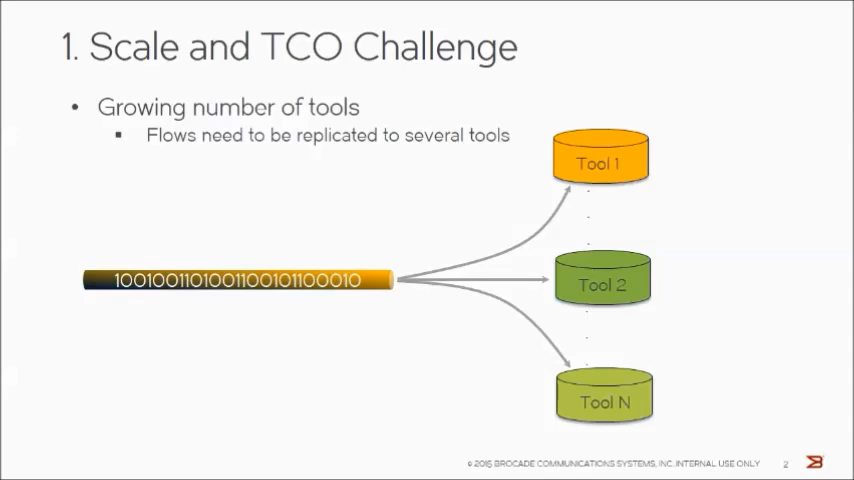 1. Scale and TCO Challenge
• Growing number of tools
▪ Flows need to be replicated to several tools
Tool 1
1001001101001100101100010
Tool 2
Tool N
© 2015 BROCADE COMMUNICATIONS SYSTEMS, INC. INTERNAL USE ONLY 2